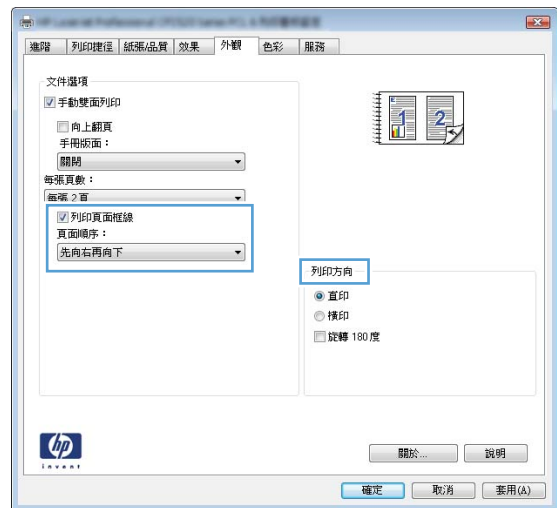 進階 列印捷徑 紙張/品質 效果 外觀 色彩 服務
文件選項
手動雙面列印
向上翻頁
手冊版面：
關閉
每張頁數：
每張 2 頁
列印頁面框線
頁面順序：
先向右再向下
1 2
列印方向
直印
橫印
旋轉 180 度
hp
invent
關於... 說明
確定 取消 套用(A)